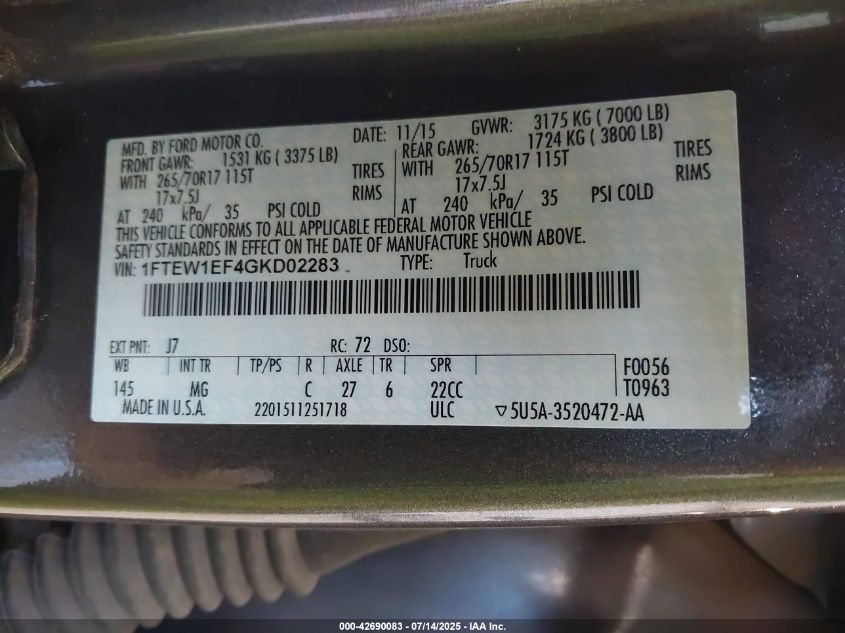 MFD. BY FORD MOTOR CO. DATE: 11/15 GVWR: 3175 KG ( 7000 LB)
FRONT GAWR: 1531 KG ( 3375 LB) REAR GAWR: 1724 KG ( 3800 LB)
WITH 265/70R17 115T TIRES WITH 265/70R17 115T TIRES
17x7.5J RIMS 17x7.5J RIMS
AT 240 kPa/ 35 PSI COLD AT 240 kPa/ 35 PSI COLD
THIS VEHICLE CONFORMS TO ALL APPLICABLE FEDERAL MOTOR VEHICLE
SAFETY STANDARDS IN EFFECT ON THE DATE OF MANUFACTURE SHOWN ABOVE.
VIN: 1FTEW1EF4GKD02283 TYPE: Truck
EXT PNT: J7 RC: 72 DSO:
WB INT TR TP/PS R AXLE TR SPR F0056
145 MG C 27 6 22CC T0963
MADE IN U.S.A. 2201511251718 ULC ▽5U5A-3520472-AA
000-42690083 / 07/14/2025 - IAA Inc.